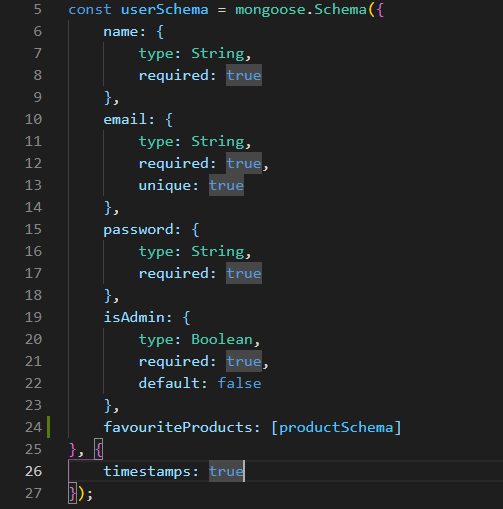 5 const userSchema = mongoose.Schema({
6     name: {
7         type: String,
8         required: true
9     },
10     email: {
11         type: String,
12         required: true,
13         unique: true
14     },
15     password: {
16         type: String,
17         required: true
18     },
19     isAdmin: {
20         type: Boolean,
21         required: true,
22         default: false
23     },
24     favouriteProducts: [productSchema]
25 }, {
26     timestamps: true
27 });